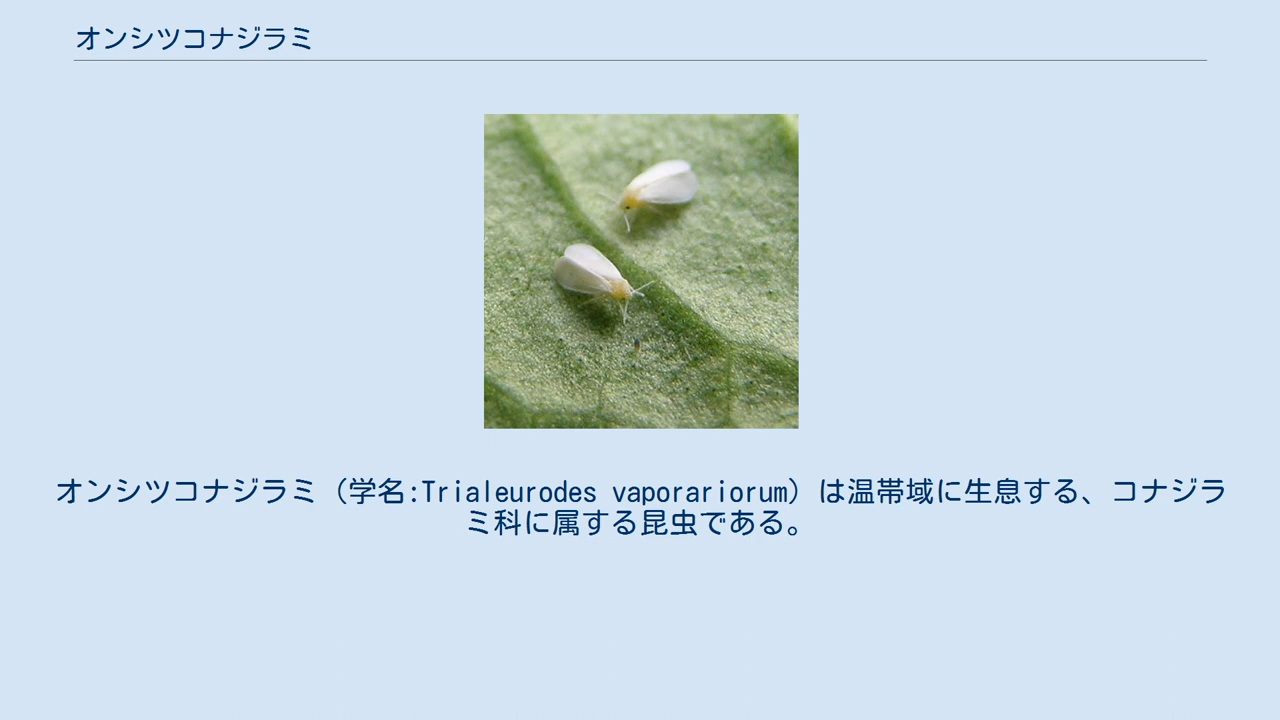 オンシツコナジラミ
オンシツコナジラミ（学名:Trialeurodes vaporariorum）は温帯域に生息する、コナジラ
ミ科に属する昆虫である。